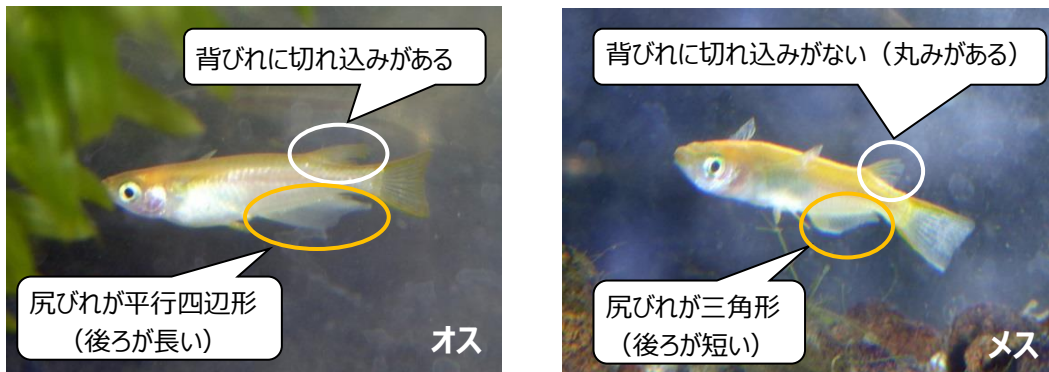 背びれに切れ込みがある
尻びれが平行四辺形
(後ろが長い)
オス
背びれに切れ込みがない(丸みがある)
尻びれが三角形
(後ろが短い)
メス